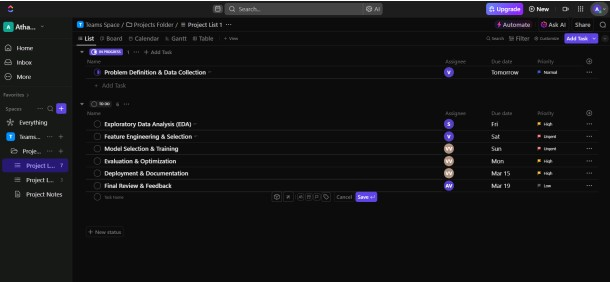 Search...
AI
Upgrade
New
A
Atha...
Teams Space / Projects Folder / Project List 1 ...
Automate
Ask AI
Share
List
Board
Calendar
Gantt
Table
+ View
Search
Filter
Customize
Add Task
Home
Inbox
More
Favorites >
Spaces
Everything
T Teams...
Proje...
Project L... 7
Project L...
Project Notes
IN PROGRESS 1 ... + Add Task
Name Assignee Due date Priority
Problem Definition & Data Collection V Tomorrow Normal
+ Add Task
TO DO 6 ...
Name Assignee Due date Priority
Exploratory Data Analysis (EDA) S Fri High
Feature Engineering & Selection V Sat Urgent
Model Selection & Training Sun Urgent
Evaluation & Optimization Mon High
Deployment & Documentation Mar 15 High
Final Review & Feedback AV Mar 19 Low
Task Name Cancel Save
+ New status